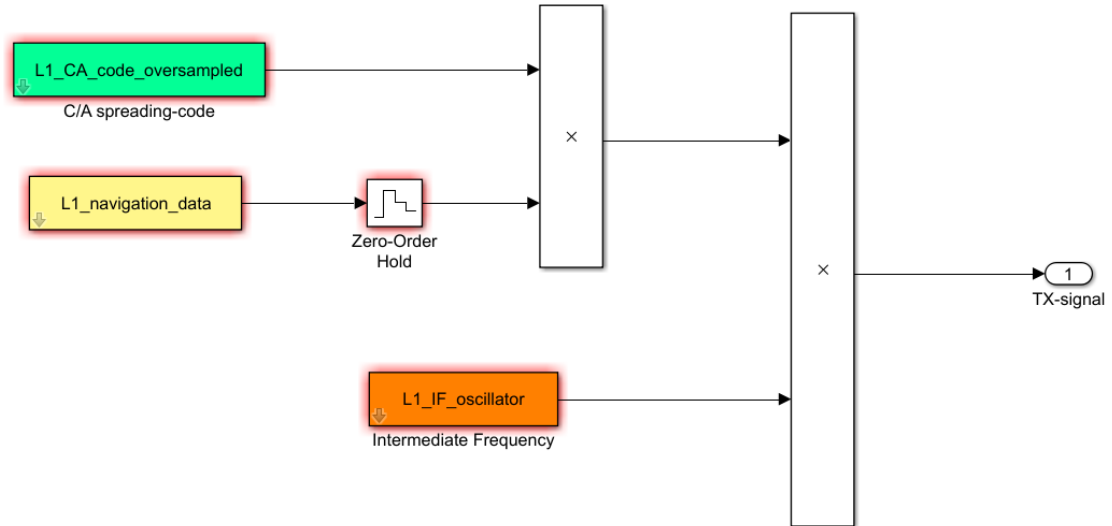 L1_CA_code_oversampled
C/A spreading-code
×
L1_navigation_data
Zero-Order
Hold
×
1
TX-signal
L1_IF_oscillator
Intermediate Frequency